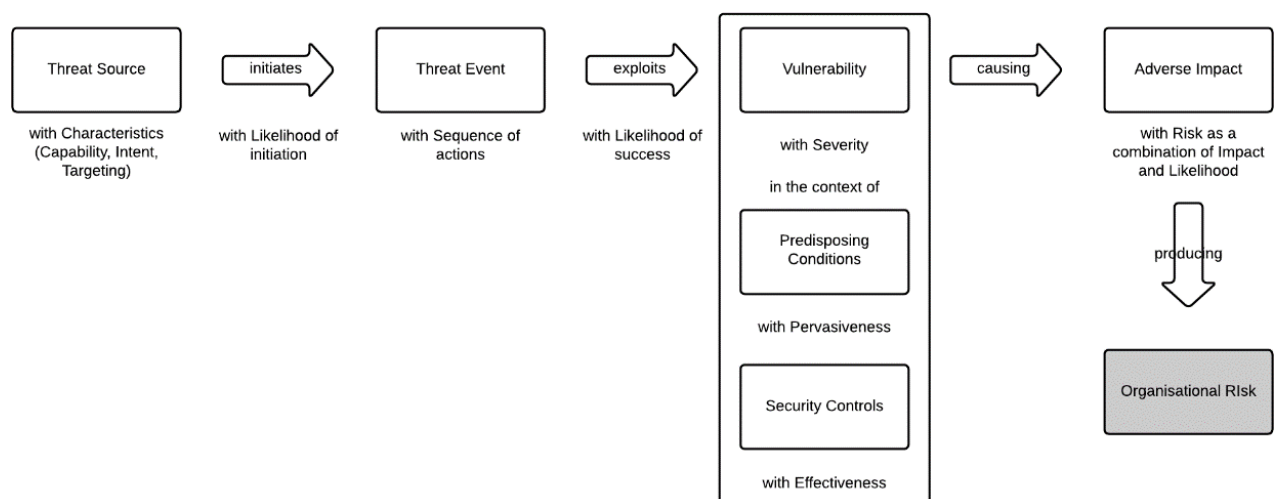 Threat Source
with Characteristics
(Capability, Intent,
Targeting)
initiates
with Likelihood of
initiation
Threat Event
with Sequence of
actions
exploits
with Likelihood of
success
Vulnerability
with Severity
in the context of
Predisposing
Conditions
with Pervasiveness
Security Controls
with Effectiveness
causing
Adverse Impact
with Risk as a
combination of Impact
and Likelihood
producing
Organisational RIsk